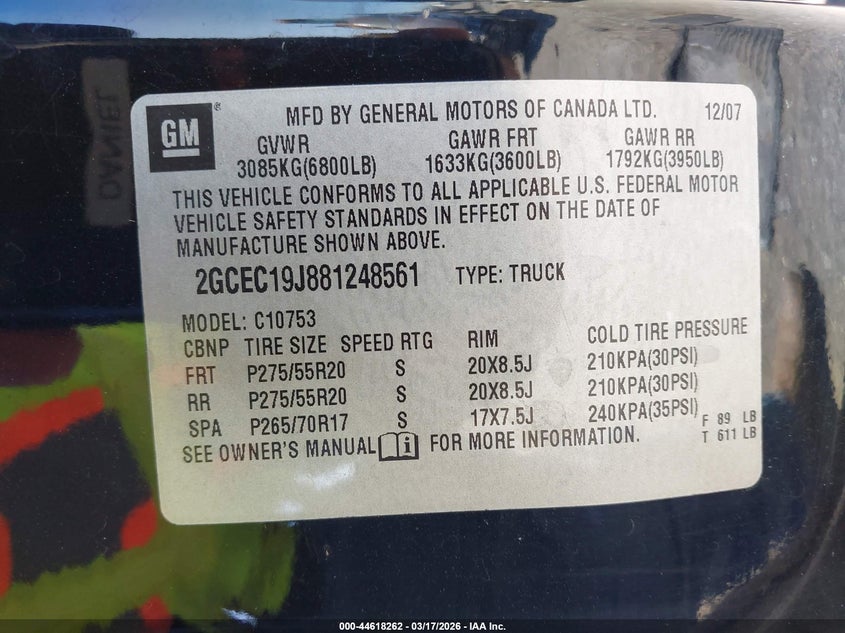 DANIEL
GM ®
MFD BY GENERAL MOTORS OF CANADA LTD. 12/07
GVWR GAWR FRT GAWR RR
3085KG(6800LB) 1633KG(3600LB) 1792KG(3950LB)
THIS VEHICLE CONFORMS TO ALL APPLICABLE U.S. FEDERAL MOTOR
VEHICLE SAFETY STANDARDS IN EFFECT ON THE DATE OF
MANUFACTURE SHOWN ABOVE.
2GCEC19J881248561 TYPE: TRUCK
MODEL: C10753
CBNP TIRE SIZE SPEED RTG RIM COLD TIRE PRESSURE
FRT P275/55R20 S 20X8.5J 210KPA(30PSI)
RR P275/55R20 S 20X8.5J 210KPA(30PSI)
SPA P265/70R17 S 17X7.5J 240KPA(35PSI)
F 89 LB
T 611 LB
SEE OWNER'S MANUAL i FOR MORE INFORMATION.
000-44618262 - 03/17/2026 - IAA Inc.